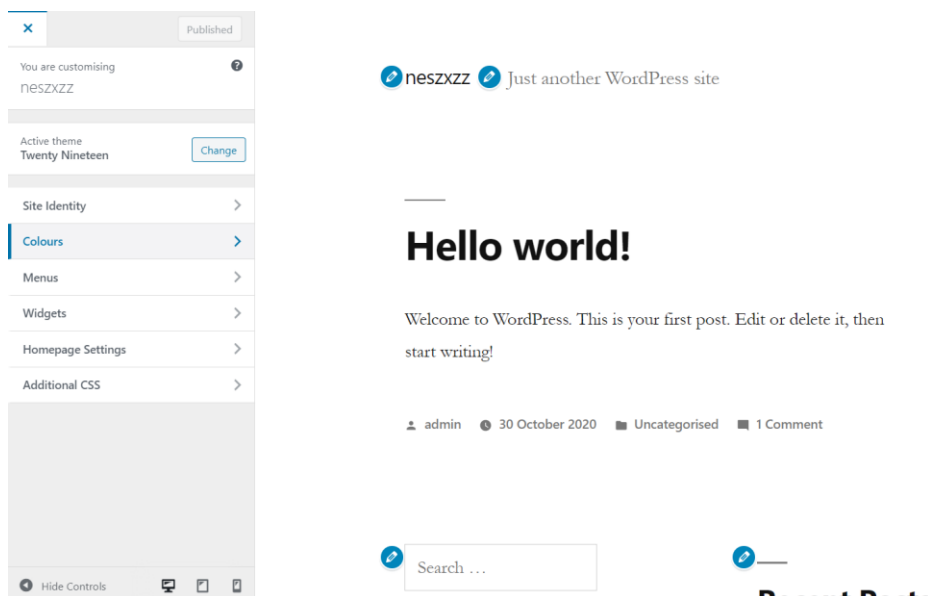 Published
You are customising
neszxzz
Active theme
Twenty Nineteen
Change
Site Identity
Colours
Menus
Widgets
Homepage Settings
Additional CSS
Hide Controls
neszxzz Just another WordPress site
Hello world!
Welcome to WordPress. This is your first post. Edit or delete it, then
start writing!
admin 30 October 2020 Uncategorised 1 Comment
Search …
Recent Posts